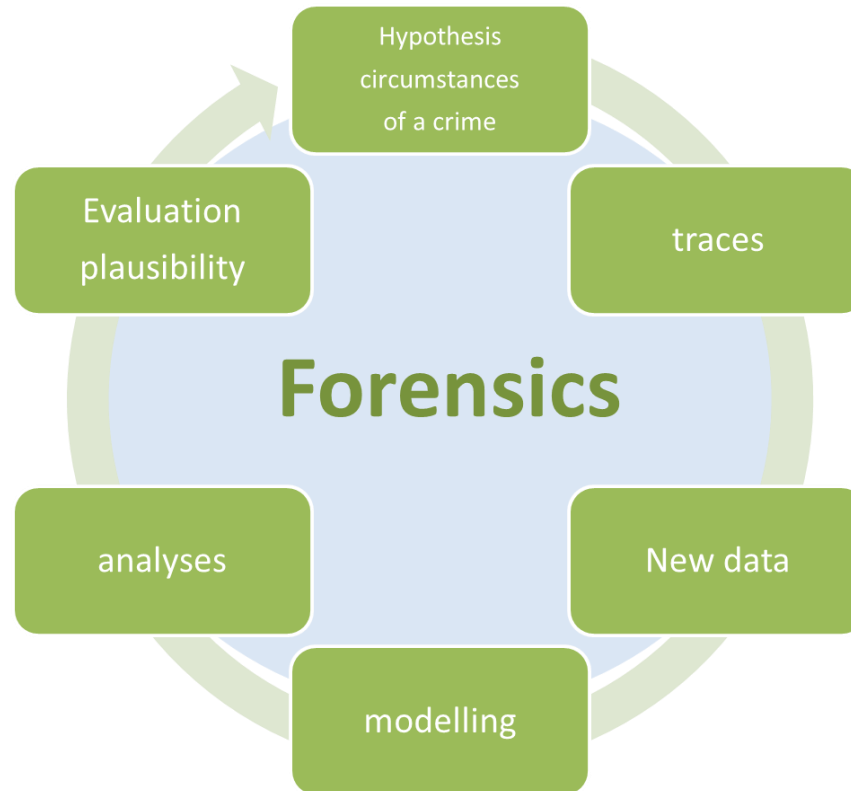 Hypothesis
circumstances
of a crime
Evaluation
plausibility
traces
Forensics
analyses
New data
modelling